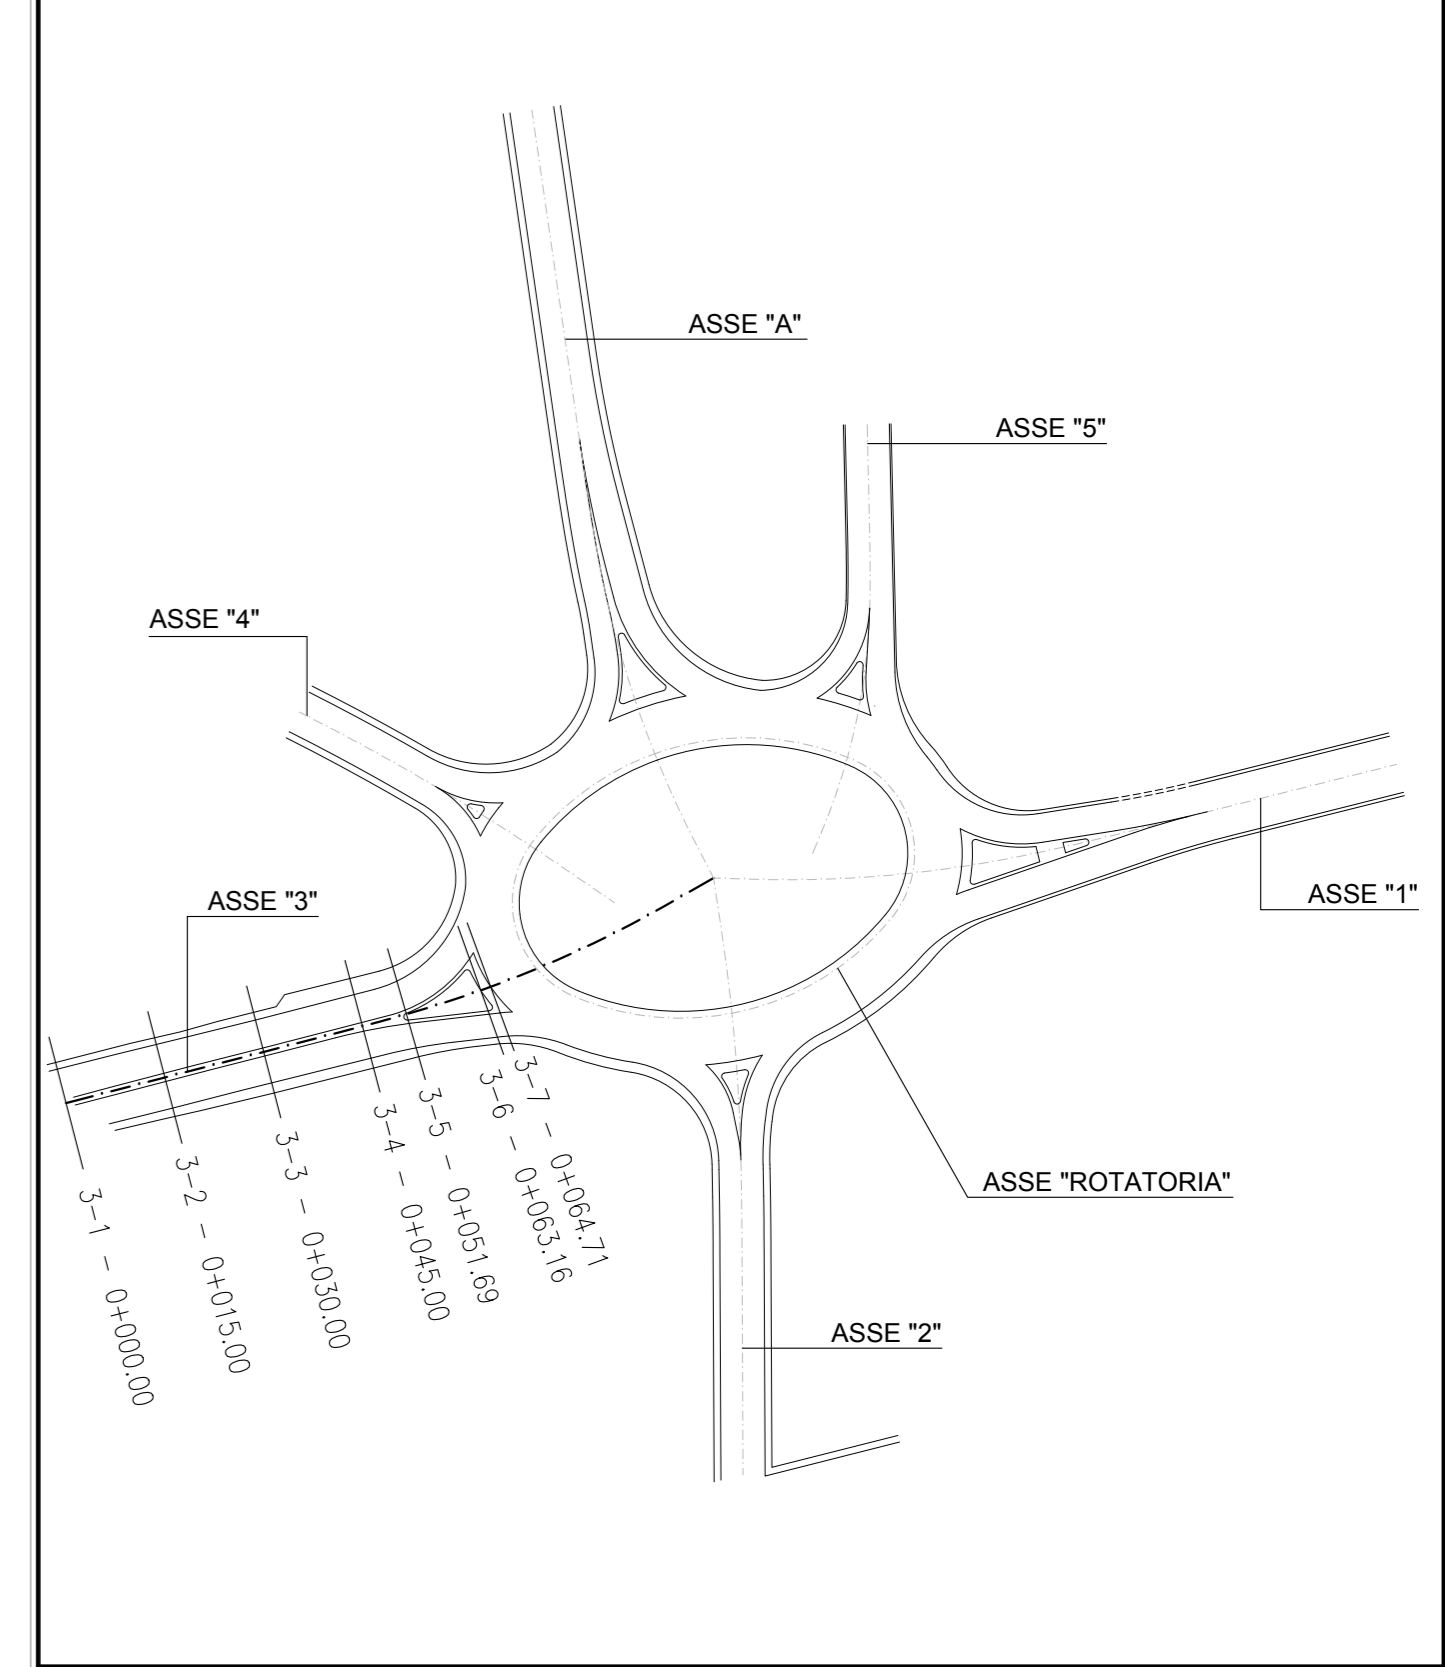 ASSE "A"
ASSE "5"
ASSE "4"
ASSE "3"
ASSE "1"
3-1 - 0+000.00
3-2 - 0+015.00
3-3 - 0+030.00
3-4 - 0+045.00
3-5 - 0+051.69
3-6 - 0+063.16
3-7 - 0+064.71
ASSE "ROTATORIA"
ASSE "2"